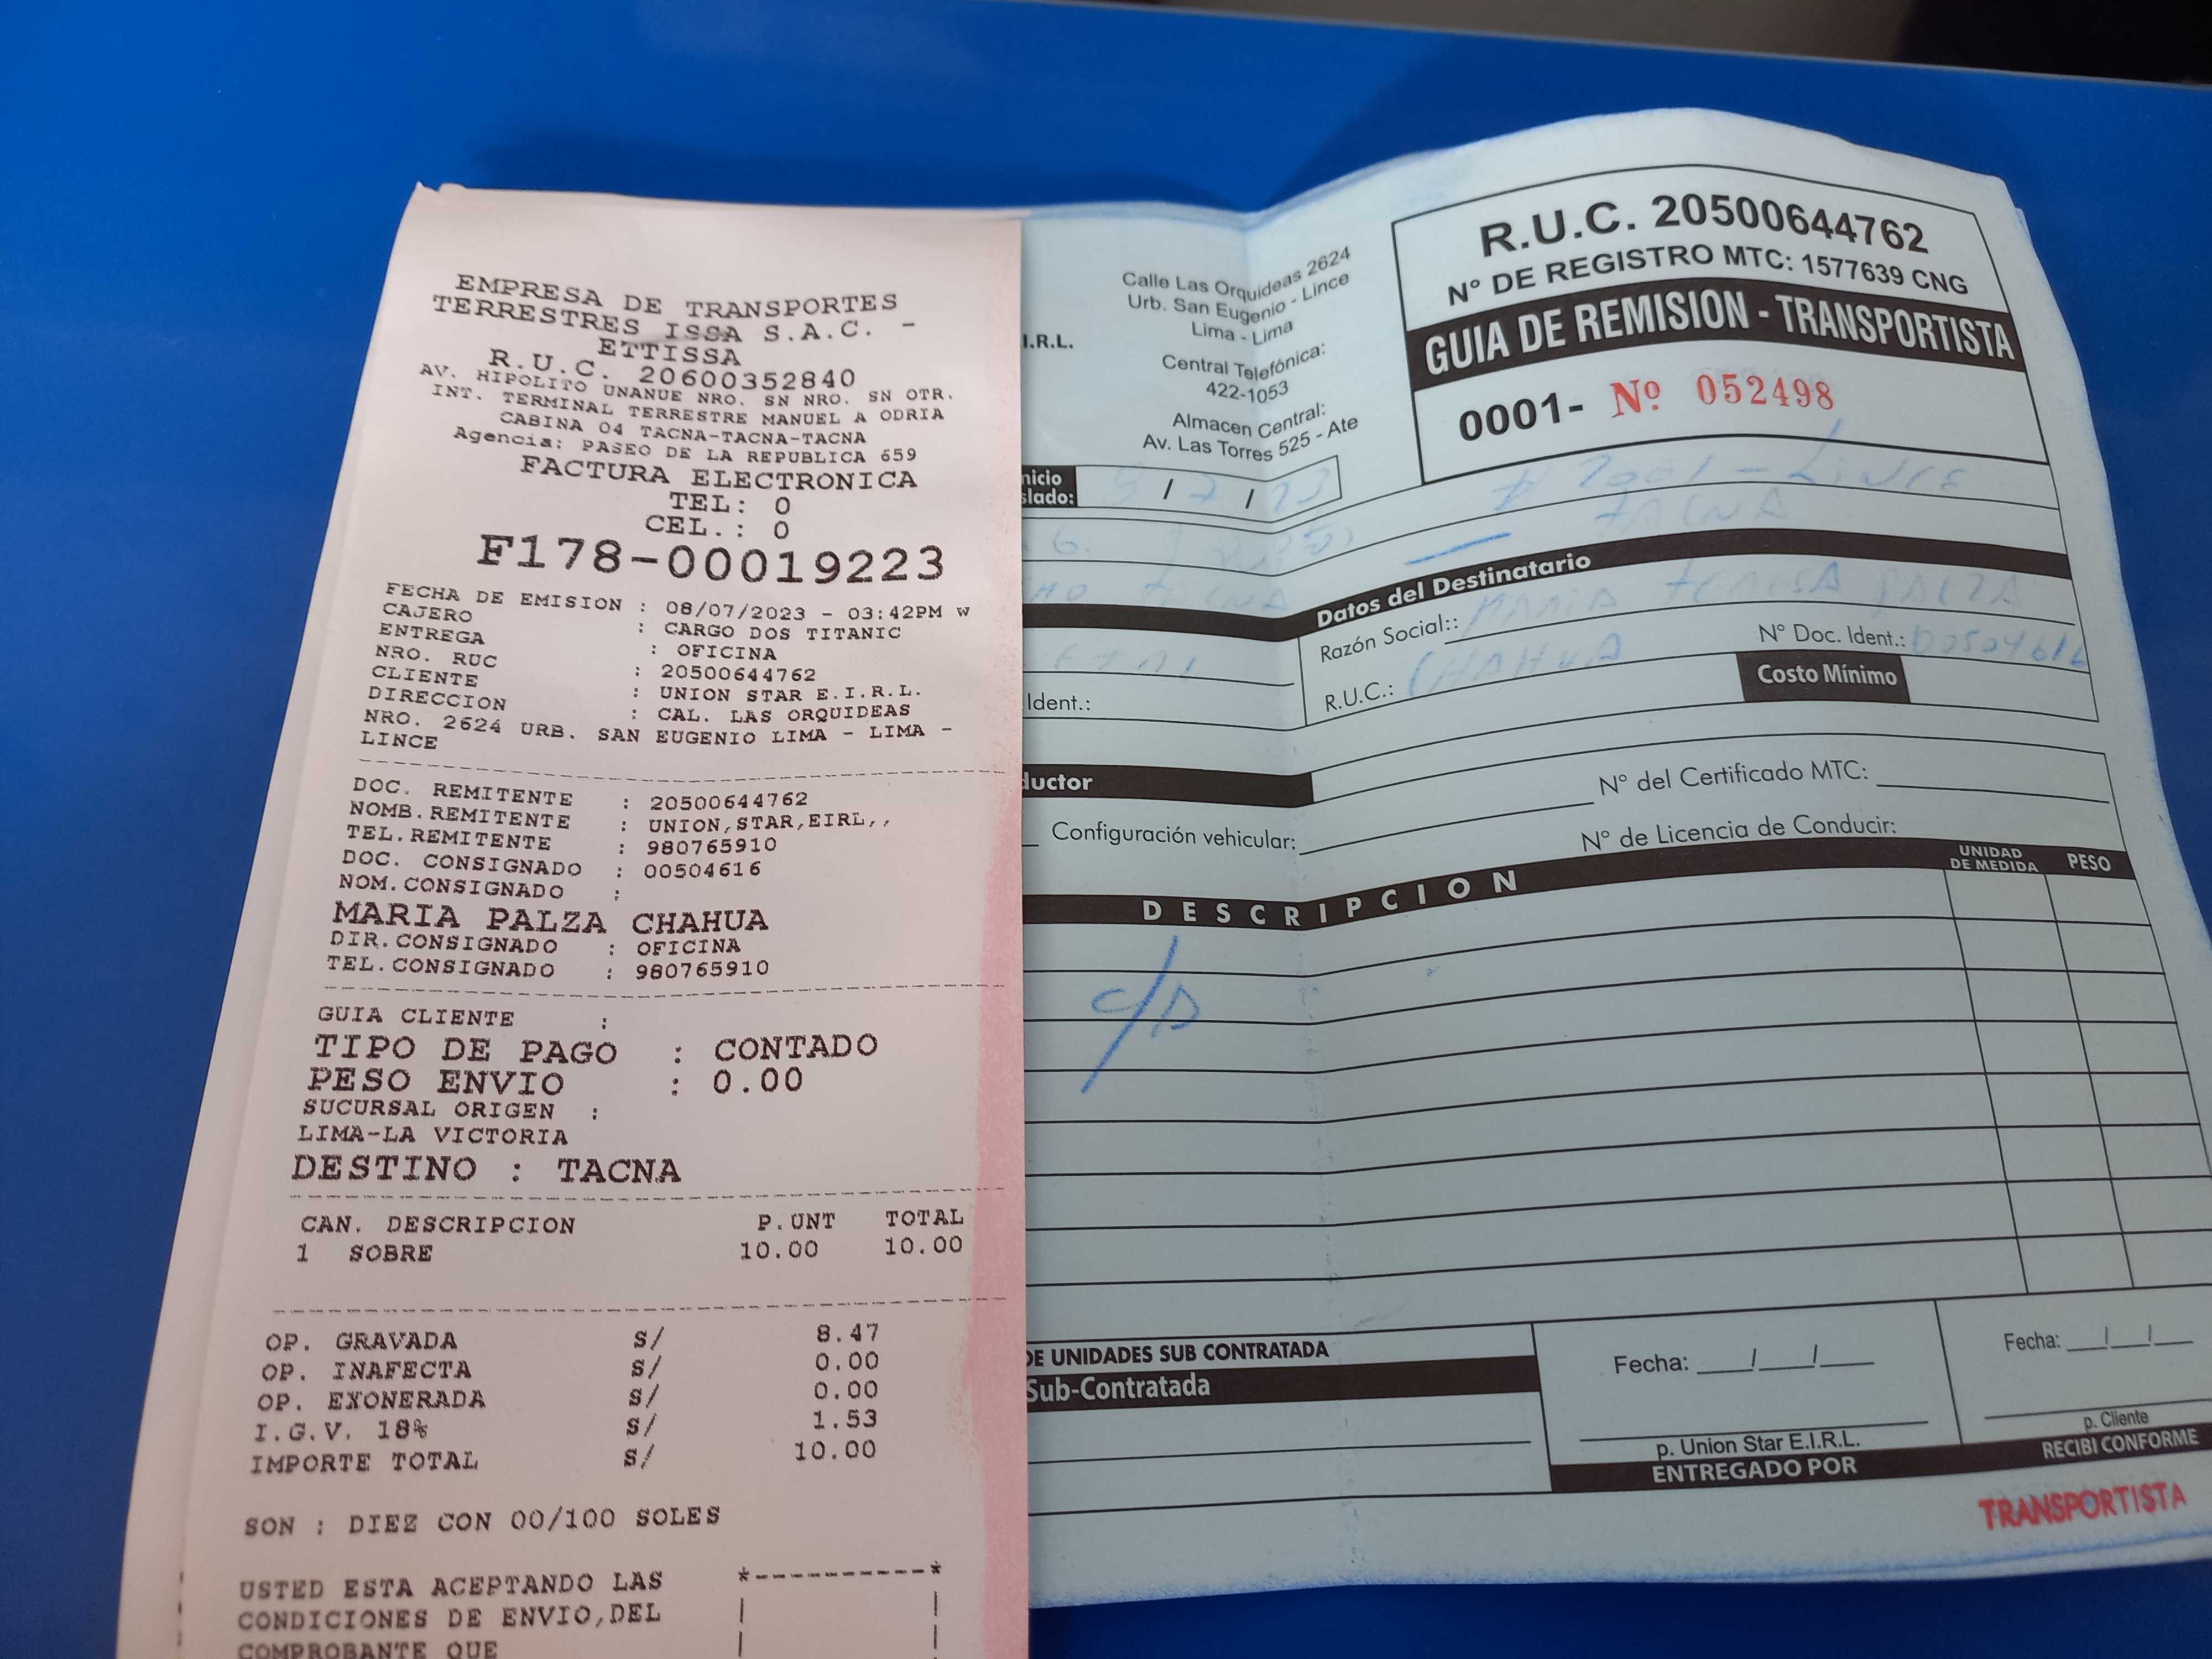 EMPRESA DE TRANSPORTES
TERRESTRES ISSA S.A.C. -
ETTISSA
R.U.C. 20600352840
AV. HIPOLITO UNANUE NRO. SN NRO. SN OTR.
INT. TERMINAL TERRESTRE MANUEL A ODRIA
CABINA 04 TACNA-TACNA-TACNA
Agencia: PASEO DE LA REPUBLICA 659
FACTURA ELECTRONICA
TEL: 0
CEL.: 0
F178-00019223
FECHA DE EMISION : 08/07/2023 - 03:42PM w
CAJERO : CARGO DOS TITANIC
ENTREGA : OFICINA
NRO. RUC : 20500644762
CLIENTE : UNION STAR E.I.R.L.
DIRECCION : CAL. LAS ORQUIDEAS
NRO. 2624 URB. SAN EUGENIO LIMA - LIMA -
LINCE
DOC. REMITENTE : 20500644762
NOMB.REMITENTE : UNION,STAR,EIRL,,
TEL.REMITENTE : 980765910
DOC. CONSIGNADO : 00504616
NOM.CONSIGNADO :
MARIA PALZA CHAHUA
DIR.CONSIGNADO : OFICINA
TEL.CONSIGNADO : 980765910
GUIA CLIENTE :
TIPO DE PAGO : CONTADO
PESO ENVIO : 0.00
SUCURSAL ORIGEN :
LIMA-LA VICTORIA
DESTINO : TACNA
CAN. DESCRIPCION P.UNT TOTAL
1 SOBRE 10.00 10.00
OP. GRAVADA S/ 8.47
OP. INAFECTA S/ 0.00
OP. EXONERADA S/ 0.00
I.G.V. 18% S/ 1.53
IMPORTE TOTAL S/ 10.00
SON : DIEZ CON 00/100 SOLES
USTED ESTA ACEPTANDO LAS
CONDICIONES DE ENVIO,DEL
COMPROBANTE QUE
I.R.L.
Calle Las Orquideas 2624
Urb. San Eugenio - Lince
Lima - Lima
Central Telefónica:
422-1053
Almacen Central:
Av. Las Torres 525 - Ate
R.U.C. 20500644762
N° DE REGISTRO MTC: 1577639 CNG
GUIA DE REMISION - TRANSPORTISTA
0001- Nº 052498
nicio
slado: / /
LINCE
TACNA
Datos del Destinatario
Razón Social:: MARIA TERESA PALZA
CHAHUA
N° Doc. Ident.: 00504616
R.U.C.:
Costo Mínimo
Ident.:
ductor
N° del Certificado MTC:
Configuración vehicular:
N° de Licencia de Conducir:
DESCRIPCION
UNIDAD
DE MEDIDA
PESO
DE UNIDADES SUB CONTRATADA
Sub-Contratada
Fecha: / /
p. Union Star E.I.R.L.
ENTREGADO POR
Fecha: / /
p. Cliente
RECIBI CONFORME
TRANSPORTISTA